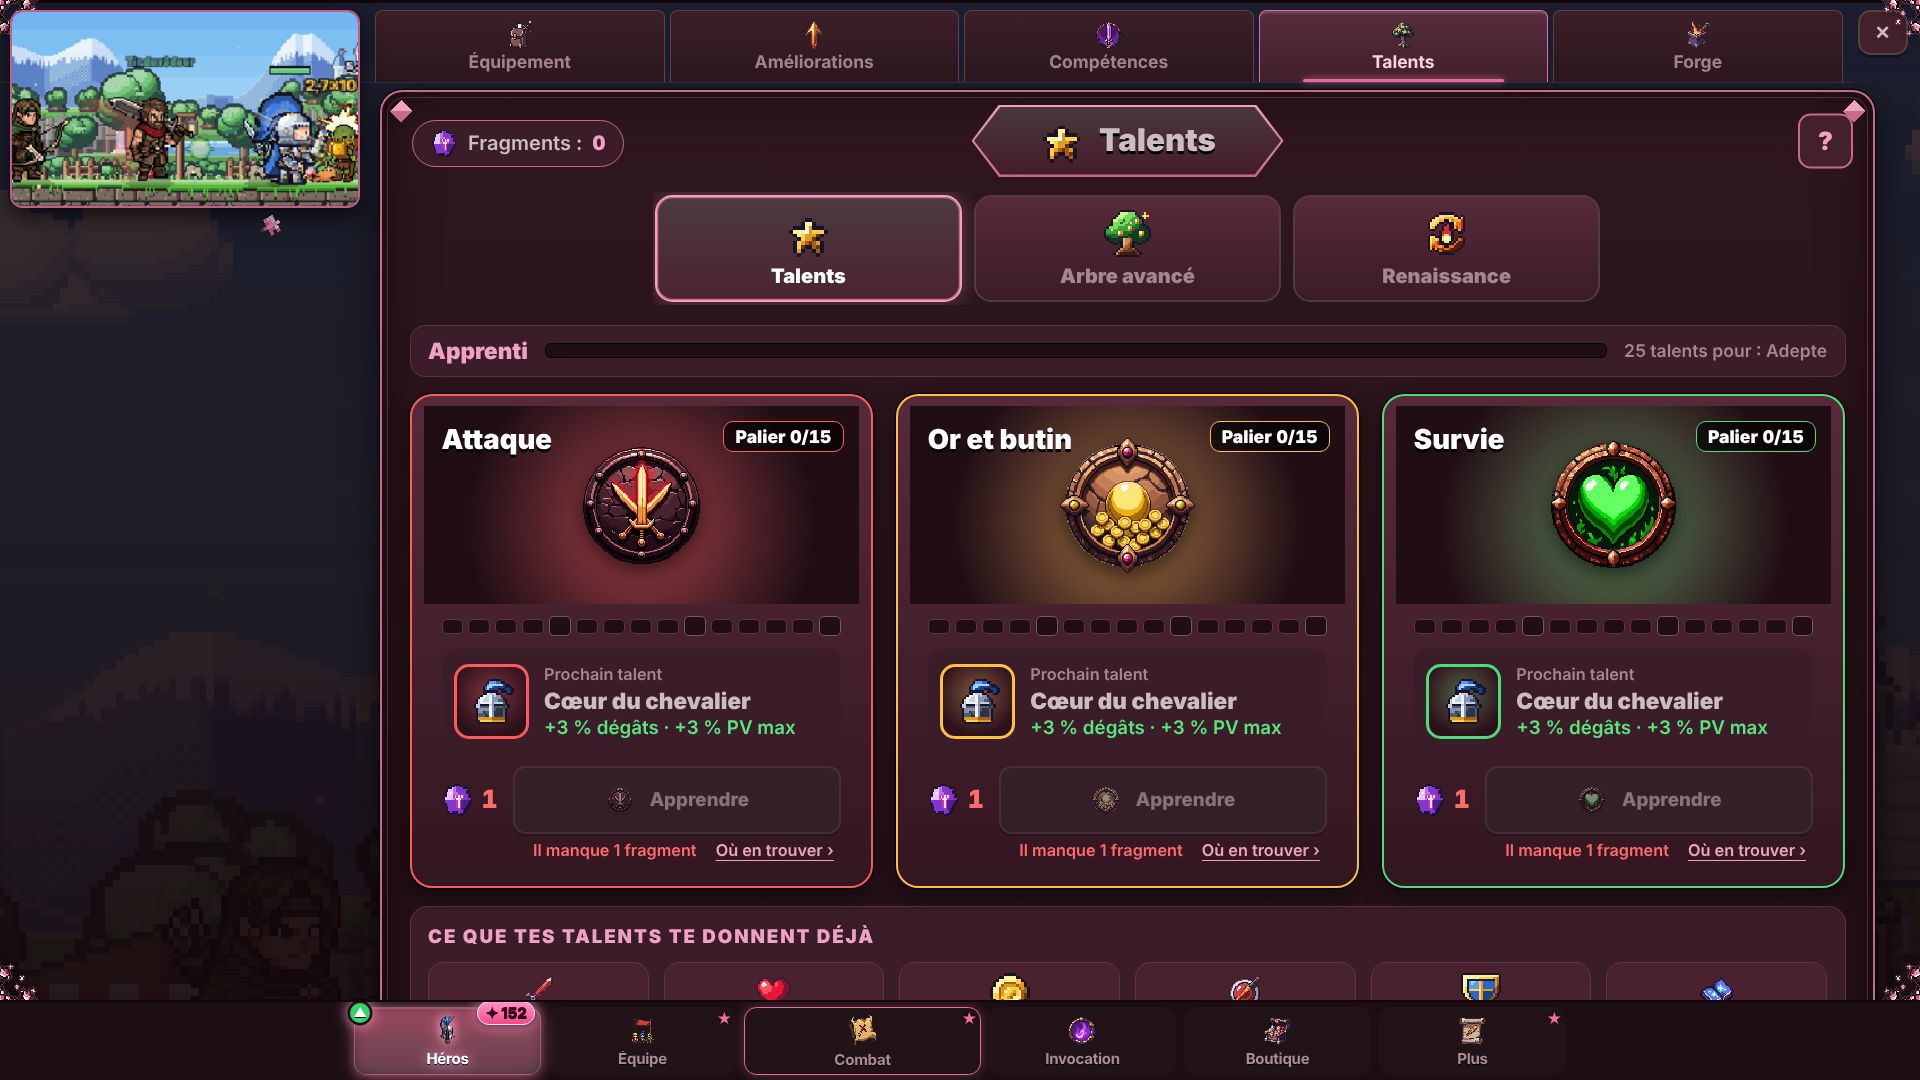 Équipement
Améliorations
Compétences
Talents
Forge
×
2,7×10
Fragments : 0
Talents
?
Talents
Arbre avancé
Renaissance
Apprenti
25 talents pour : Adepte
Attaque
Palier 0/15
Or et butin
Palier 0/15
Survie
Palier 0/15
Prochain talent
Cœur du chevalier
+3 % dégâts · +3 % PV max
Prochain talent
Cœur du chevalier
+3 % dégâts · +3 % PV max
Prochain talent
Cœur du chevalier
+3 % dégâts · +3 % PV max
1
Apprendre
1
Apprendre
1
Apprendre
Il manque 1 fragment
Où en trouver ›
Il manque 1 fragment
Où en trouver ›
Il manque 1 fragment
Où en trouver ›
CE QUE TES TALENTS TE DONNENT DÉJÀ
152
Héros
Équipe
Combat
Invocation
Boutique
Plus